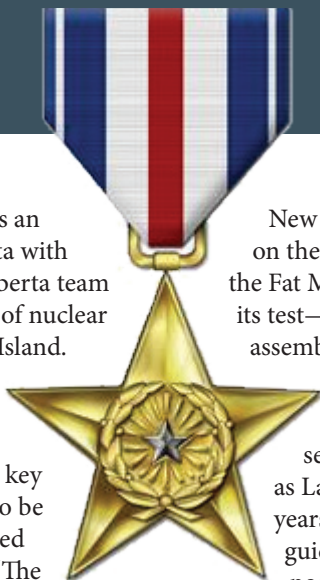 s an
ta with
berta team
of nuclear
Island.
key
o be
ed
The
New
on the
the Fat M
its test—
assemb
se
as La
years
guid